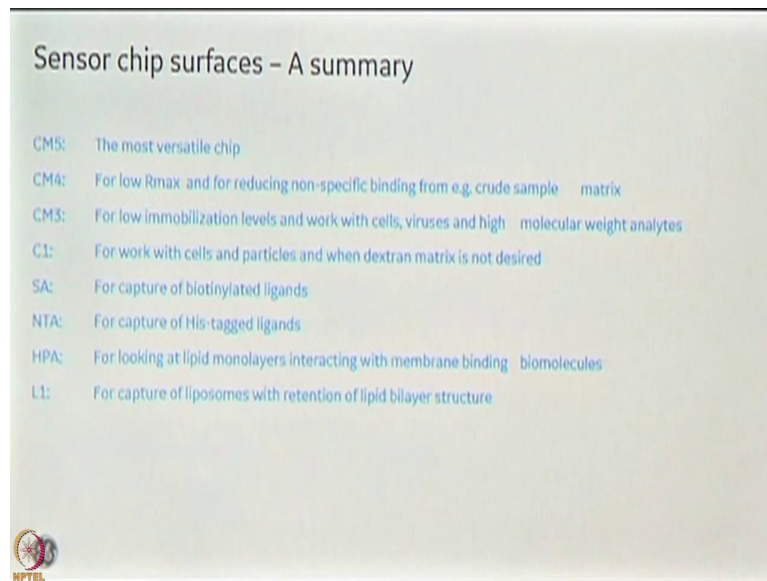 Sensor chip surfaces – A summary
CM5: The most versatile chip
CM4: For low Rmax and for reducing non-specific binding from e.g. crude sample matrix
CM3: For low immobilization levels and work with cells, viruses and high molecular weight analytes
C1: For work with cells and particles and when dextran matrix is not desired
SA: For capture of biotinylated ligands
NTA: For capture of His-tagged ligands
HPA: For looking at lipid monolayers interacting with membrane binding biomolecules
L1: For capture of liposomes with retention of lipid bilayer structure
NPTEL